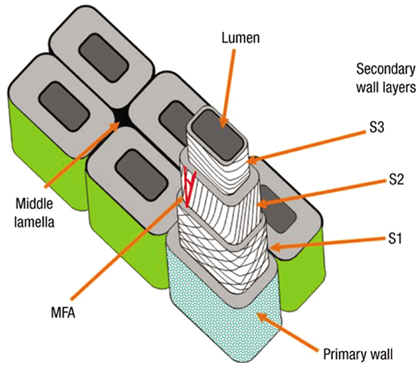 Lumen
Secondary
wall layers
S3
S2
S1
Middle
lamella
MFA
Primary wall